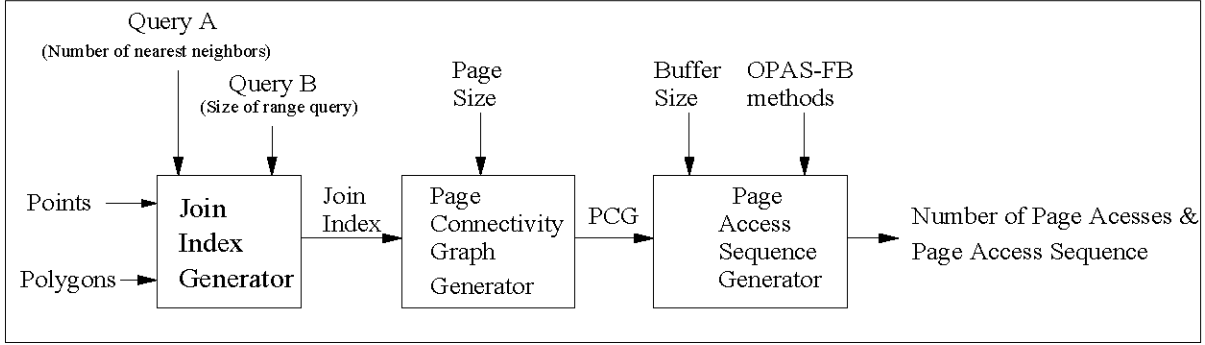 Query A
(Number of nearest neighbors)
Query B
(Size of range query)
Page
Size
Buffer
Size
OPAS-FB
methods
Points
Polygons
Join
Index
Generator
Join
Index
Page
Connectivity
Graph
Generator
PCG
Page
Access
Sequence
Generator
Number of Page Acesses &
Page Access Sequence